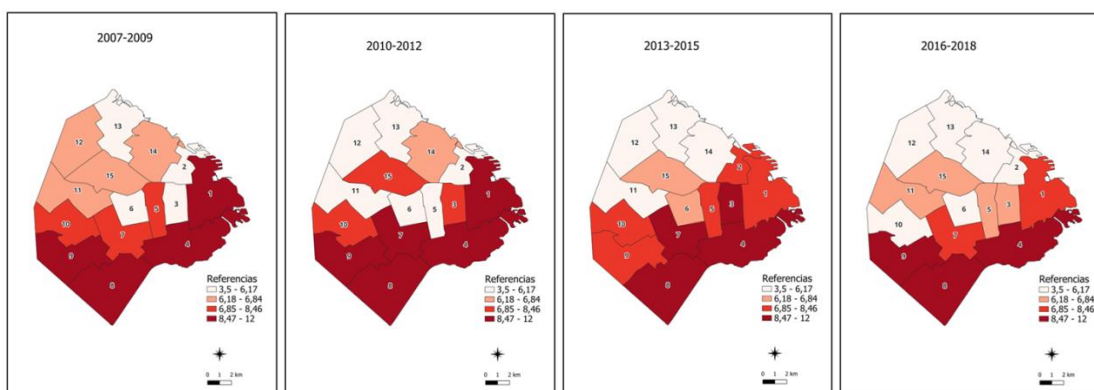 2007-2009
13
12
14
2
15
11
1
6
5
3
10
7
4
9
8
Referencias
3,5 - 6,17
6,18 - 6,84
6,85 - 8,46
8,47 - 12
0 1 2 km
2010-2012
13
12
14
2
15
11
1
6
5
3
10
7
4
9
8
Referencias
3,5 - 6,17
6,18 - 6,84
6,85 - 8,46
8,47 - 12
0 1 2 km
2013-2015
13
12
14
2
15
11
1
6
5
3
10
7
4
9
8
Referencias
3,5 - 6,17
6,18 - 6,84
6,85 - 8,46
8,47 - 12
0 1 2 km
2016-2018
13
12
14
2
15
11
1
6
5
3
10
7
4
9
8
Referencias
3,5 - 6,17
6,18 - 6,84
6,85 - 8,46
8,47 - 12
0 1 2 km